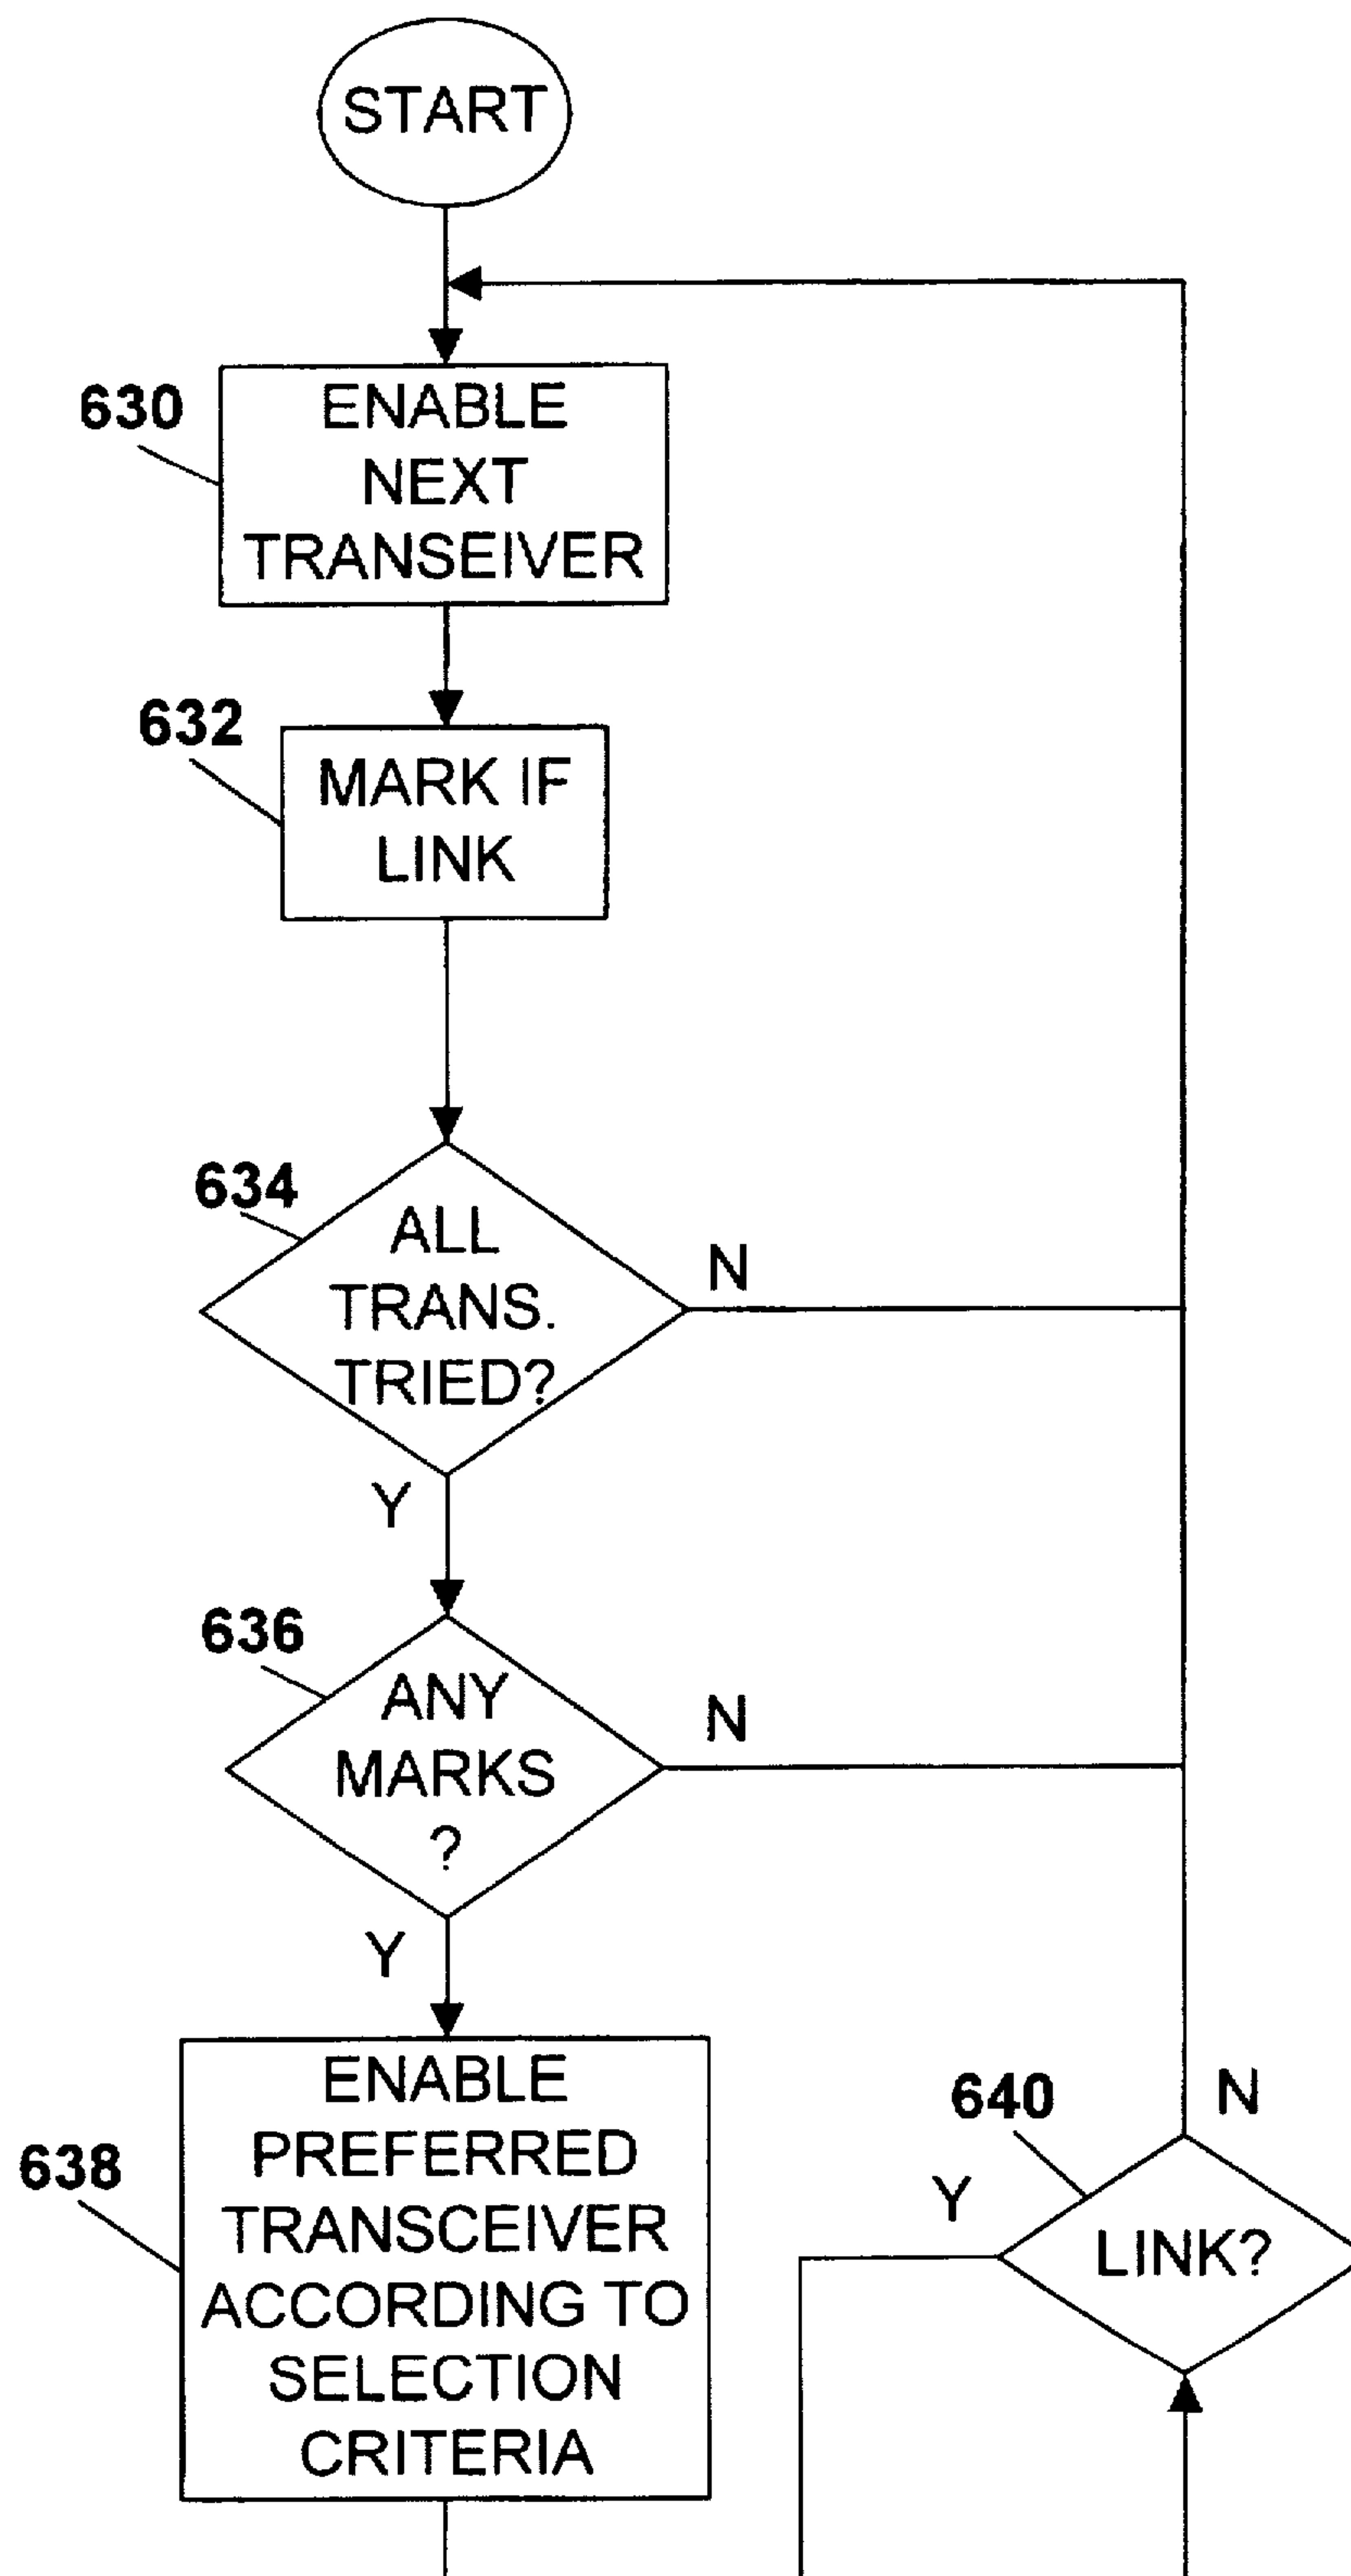 START
630
ENABLE
NEXT
TRANSEIVER
632
MARK IF
LINK
634
ALL
TRANS.
TRIED?
N
Y
636
ANY
MARKS
?
N
Y
638
ENABLE
PREFERRED
TRANSCEIVER
ACCORDING TO
SELECTION
CRITERIA
640
N
Y
LINK?